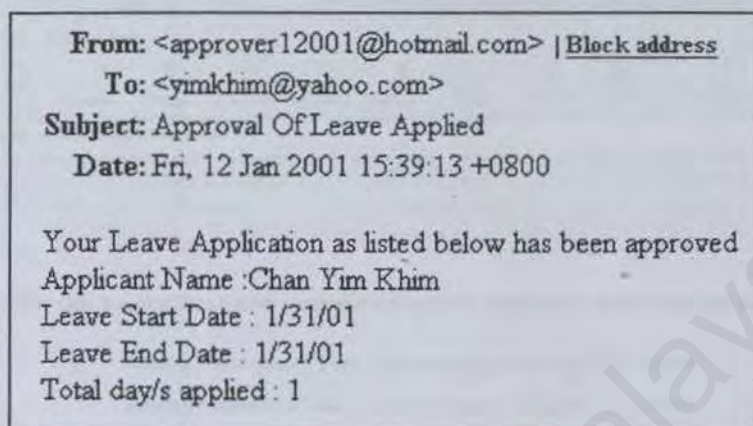 From: <approver12001@hotmail.com> | Block address
To: <yimkhim@yahoo.com>
Subject: Approval Of Leave Applied
Date: Fri, 12 Jan 2001 15:39:13 +0800
Your Leave Application as listed below has been approved
Applicant Name :Chan Yim Khim
Leave Start Date : 1/31/01
Leave End Date : 1/31/01
Total day/s applied : 1